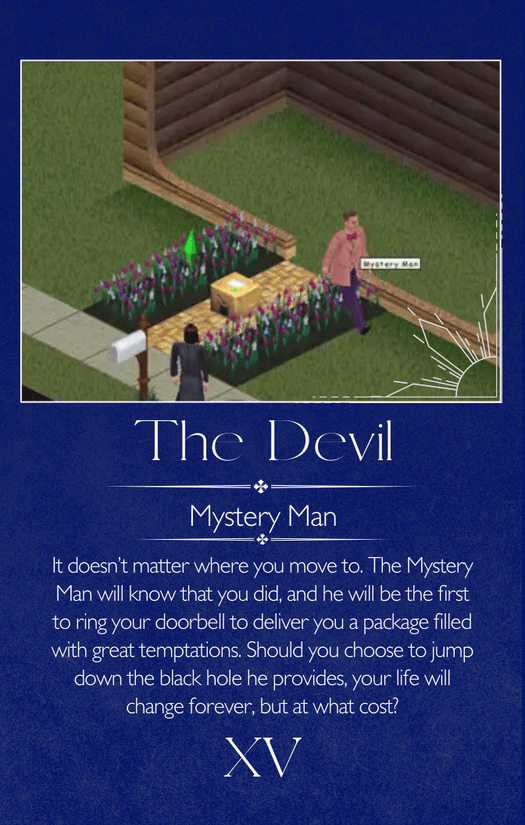 Mystery Man
The Devil
Mystery Man
It doesn't matter where you move to. The Mystery
Man will know that you did, and he will be the first
to ring your doorbell to deliver you a package filled
with great temptations. Should you choose to jump
down the black hole he provides, your life will
change forever, but at what cost?
XV